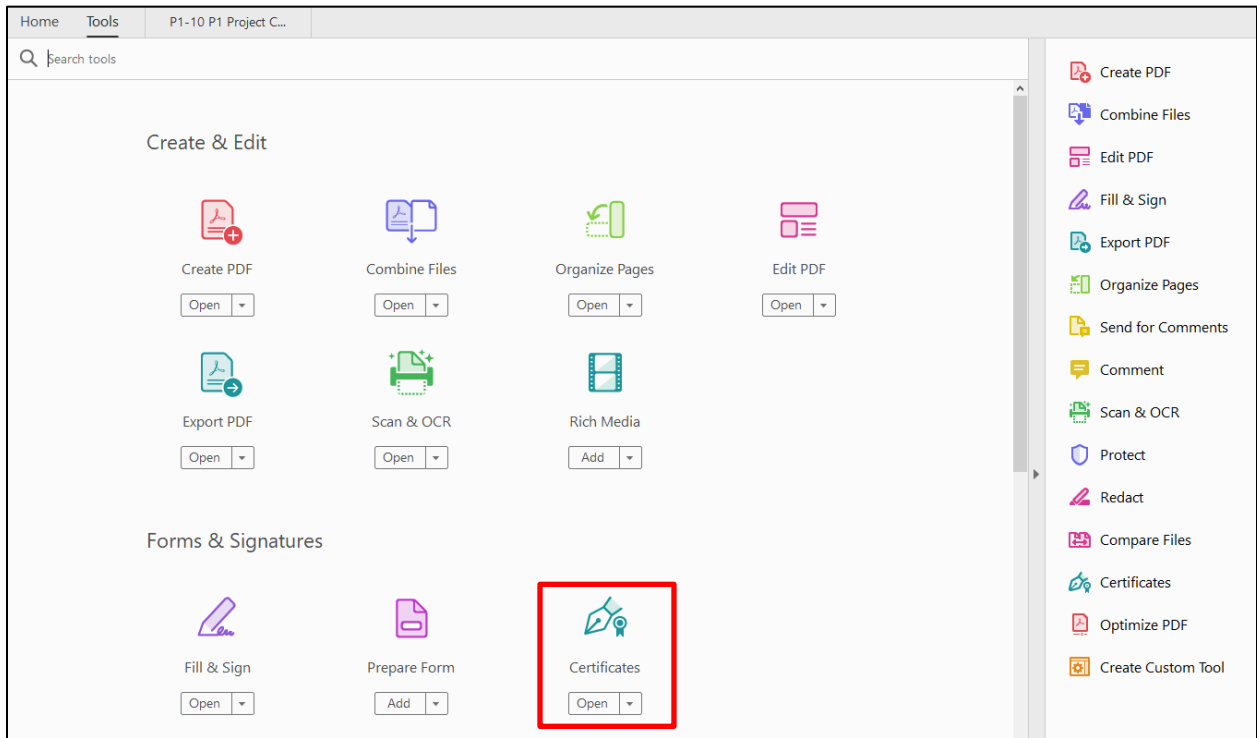 Home Tools P1-10 P1 Project C...
Search tools
Create & Edit
Create PDF Combine Files Organize Pages Edit PDF
Open Open Open Open
Export PDF Scan & OCR Rich Media
Open Open Add
Forms & Signatures
Fill & Sign Prepare Form Certificates
Open Add Open
Create PDF
Combine Files
Edit PDF
Fill & Sign
Export PDF
Organize Pages
Send for Comments
Comment
Scan & OCR
Protect
Redact
Compare Files
Certificates
Optimize PDF
Create Custom Tool